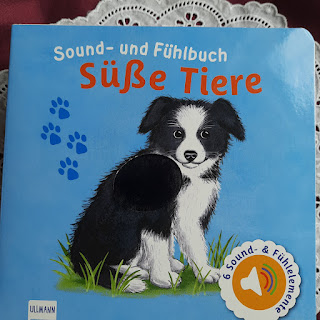 Sound- und Fühlbuch
Süße Tiere
6 Sound- & Fühlelemente
ULLMANN